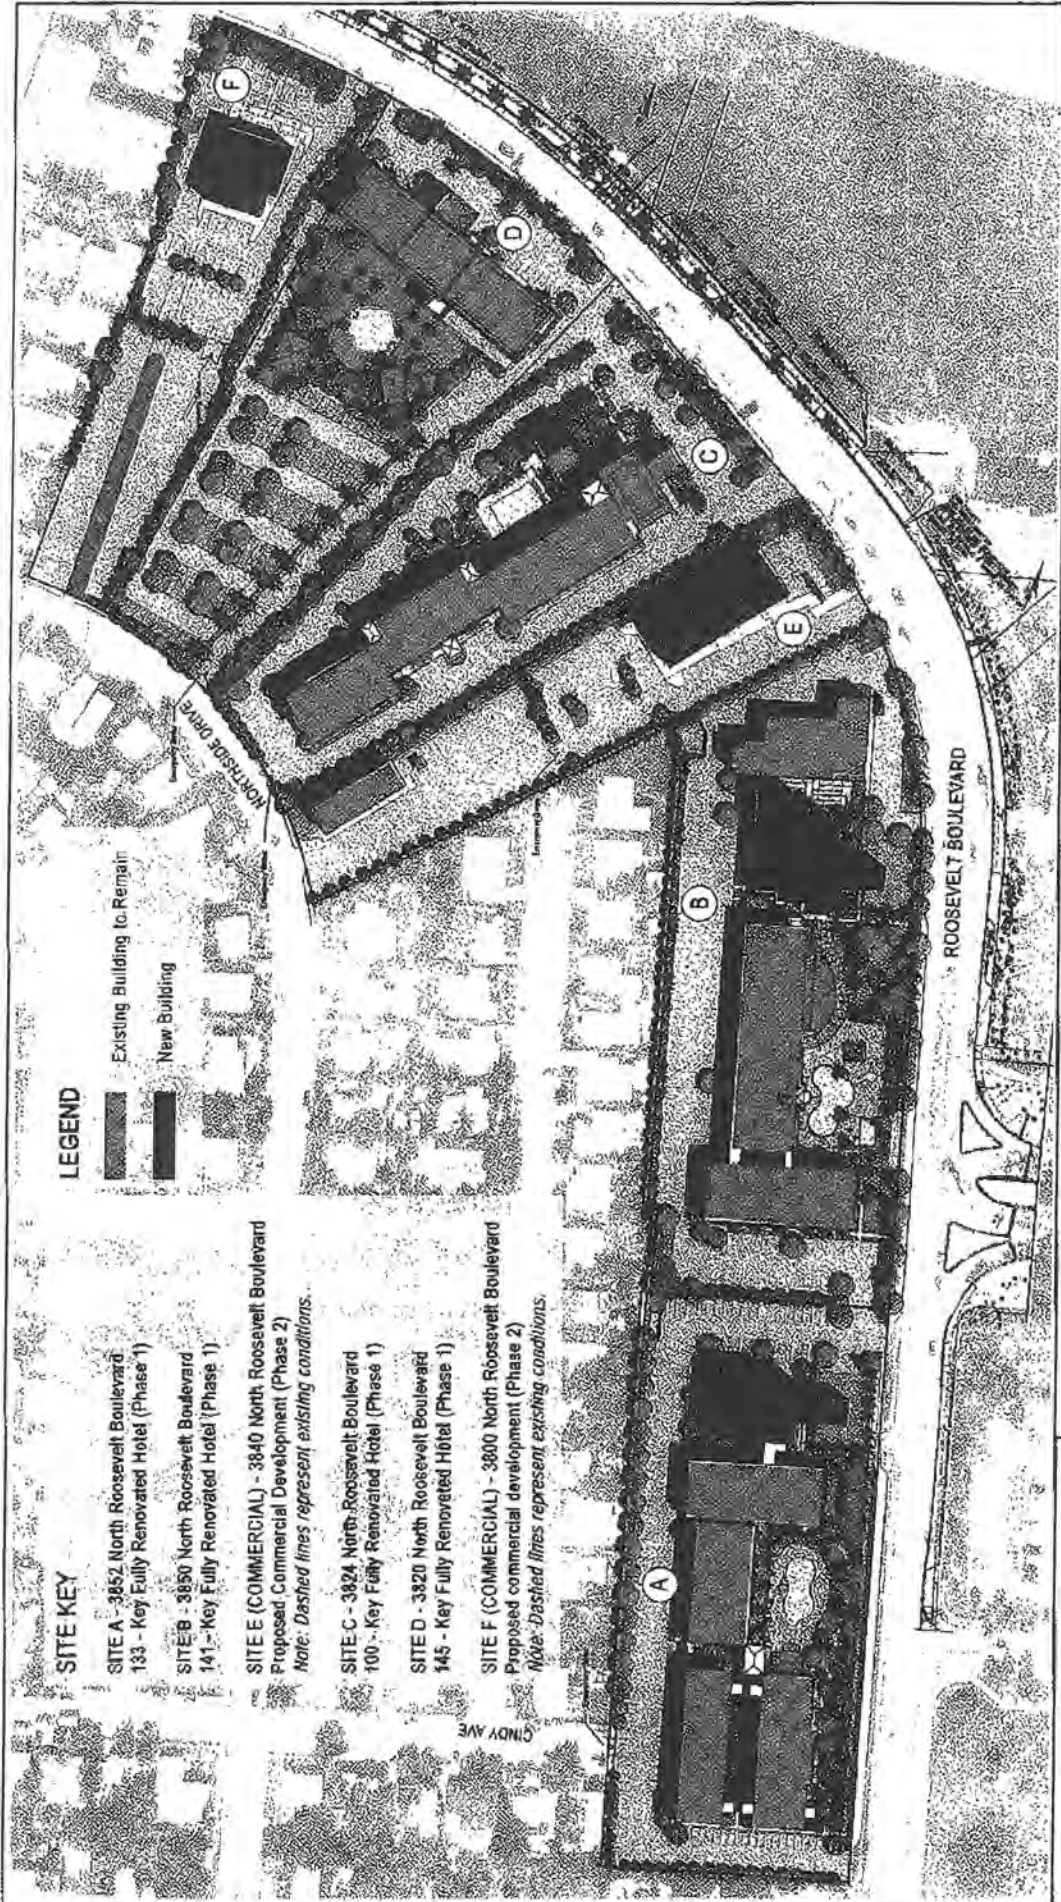 SITE KEY
SITE A - 3852 North Roosevelt Boulevard
133 - Key Fully Renovated Hotel (Phase 1)
SITE B - 3850 North Roosevelt Boulevard
141 - Key Fully Renovated Hotel (Phase 1)
SITE E (COMMERCIAL) - 3840 North Roosevelt Boulevard
Proposed Commercial Development (Phase 2)
Note: Dashed lines represent existing conditions.
SITE C - 3824 North Roosevelt Boulevard
100 - Key Fully Renovated Hotel (Phase 1)
SITE D - 3820 North Roosevelt Boulevard
145 - Key Fully Renovated Hotel (Phase 1)
SITE F (COMMERCIAL) - 3800 North Roosevelt Boulevard
Proposed commercial development (Phase 2)
Note: Dashed lines represent existing conditions.
LEGEND
Existing Building to Remain
New Building
CINDY AVE
NORTHSIDE DRIVE
ROOSEVELT BOULEVARD
A
B
C
D
E
F